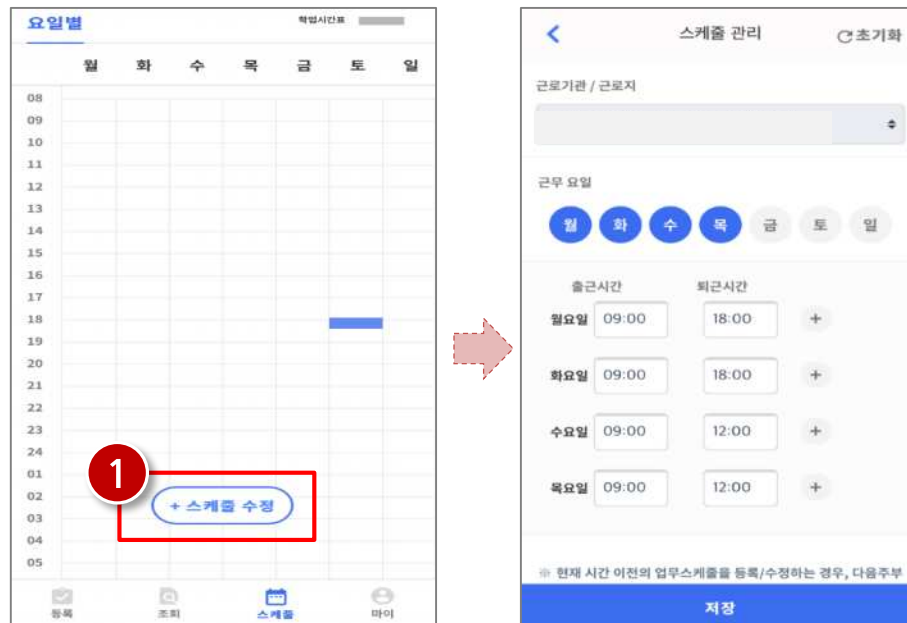 요일별
학업시간표
월 화 수 목 금 토 일
08
09
10
11
12
13
14
15
16
17
18
19
20
21
22
23
24
01
02
03
04
05
1
+ 스케줄 수정
등록 조회 스케줄 마이
스케줄 관리
초기화
근로기관 / 근로지
근무 요일
월 화 수 목 금 토 일
출근시간 퇴근시간
월요일 09:00 18:00 +
화요일 09:00 18:00 +
수요일 09:00 12:00 +
목요일 09:00 12:00 +
※ 현재 시간 이전의 업무스케줄을 등록/수정하는 경우, 다음주부
저장